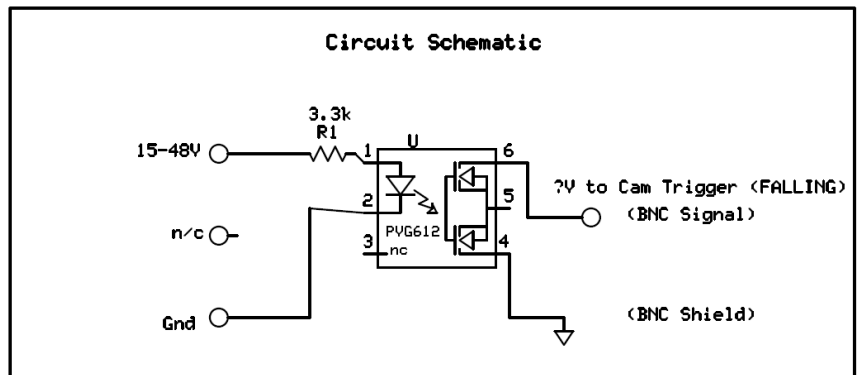 Circuit Schematic
3.3k
R1
15-48V
1
U
6
?V to Cam Trigger (FALLING)
(BNC Signal)
2
5
n/c
PVG612
3
nc
4
Gnd
(BNC Shield)